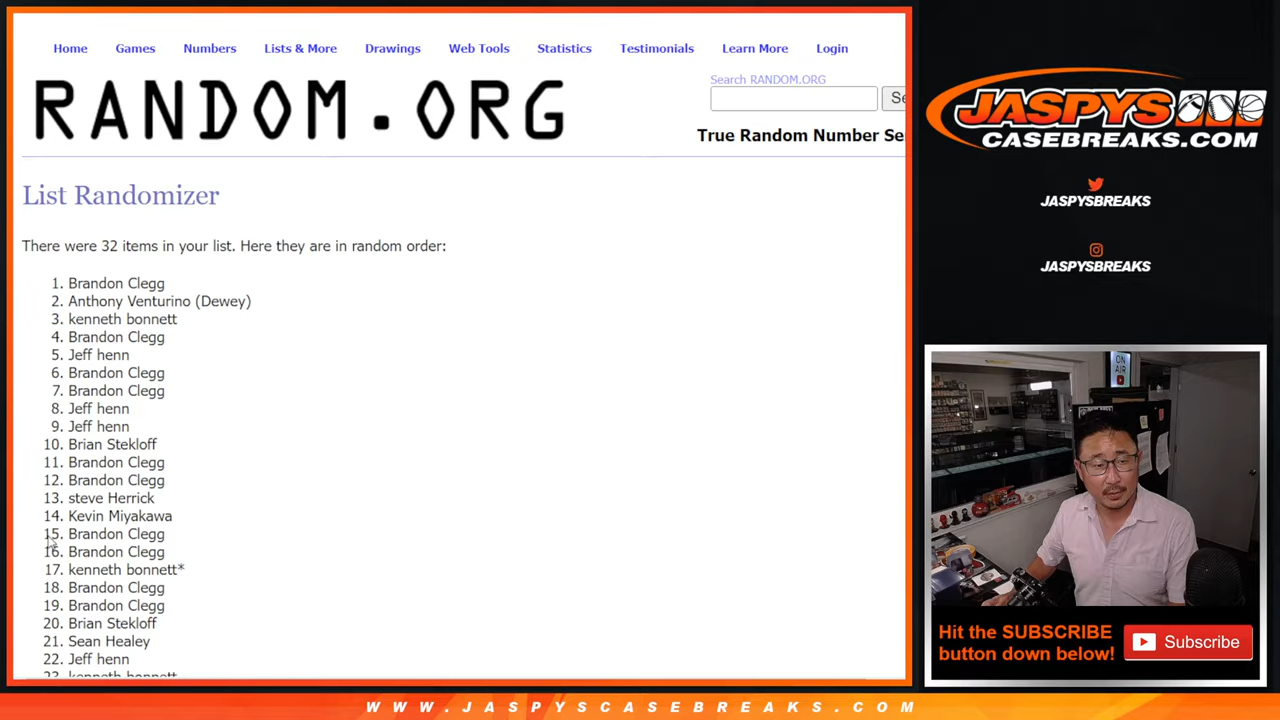 Home Games Numbers Lists & More Drawings Web Tools Statistics Testimonials Learn More Login
RANDOM.ORG
Search RANDOM.ORG
Se
True Random Number Se
List Randomizer
There were 32 items in your list. Here they are in random order:
1. Brandon Clegg
2. Anthony Venturino (Dewey)
3. kenneth bonnett
4. Brandon Clegg
5. Jeff henn
6. Brandon Clegg
7. Brandon Clegg
8. Jeff henn
9. Jeff henn
10. Brian Stekloff
11. Brandon Clegg
12. Brandon Clegg
13. steve Herrick
14. Kevin Miyakawa
15. Brandon Clegg
16. Brandon Clegg
17. kenneth bonnett*
18. Brandon Clegg
19. Brandon Clegg
20. Brian Stekloff
21. Sean Healey
22. Jeff henn
23. kenneth bonnett
JASPYS
CASEBREAKS.COM
JASPYSBREAKS
JASPYSBREAKS
ON
AIR
Hit the SUBSCRIBE
button down below!
Subscribe
WWW.JASPYSCASEBREAKS.COM